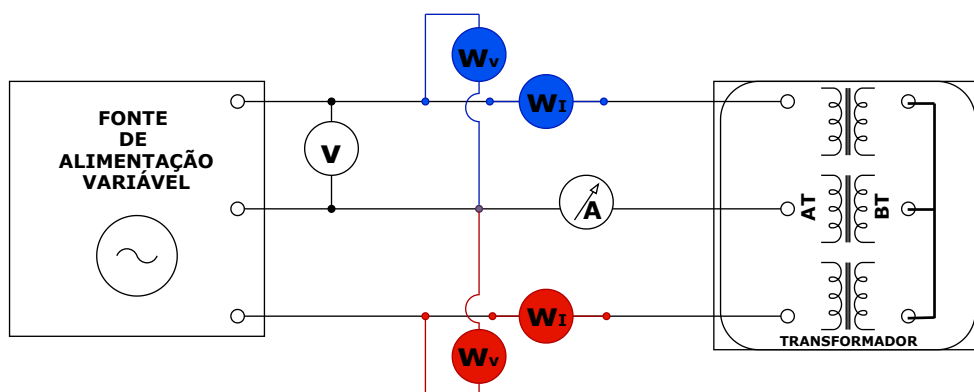 FONTE
DE
ALIMENTAÇÃO
VARIÁVEL
V
Wv
WI
A
WI
Wv
AT
BT
TRANSFORMADOR